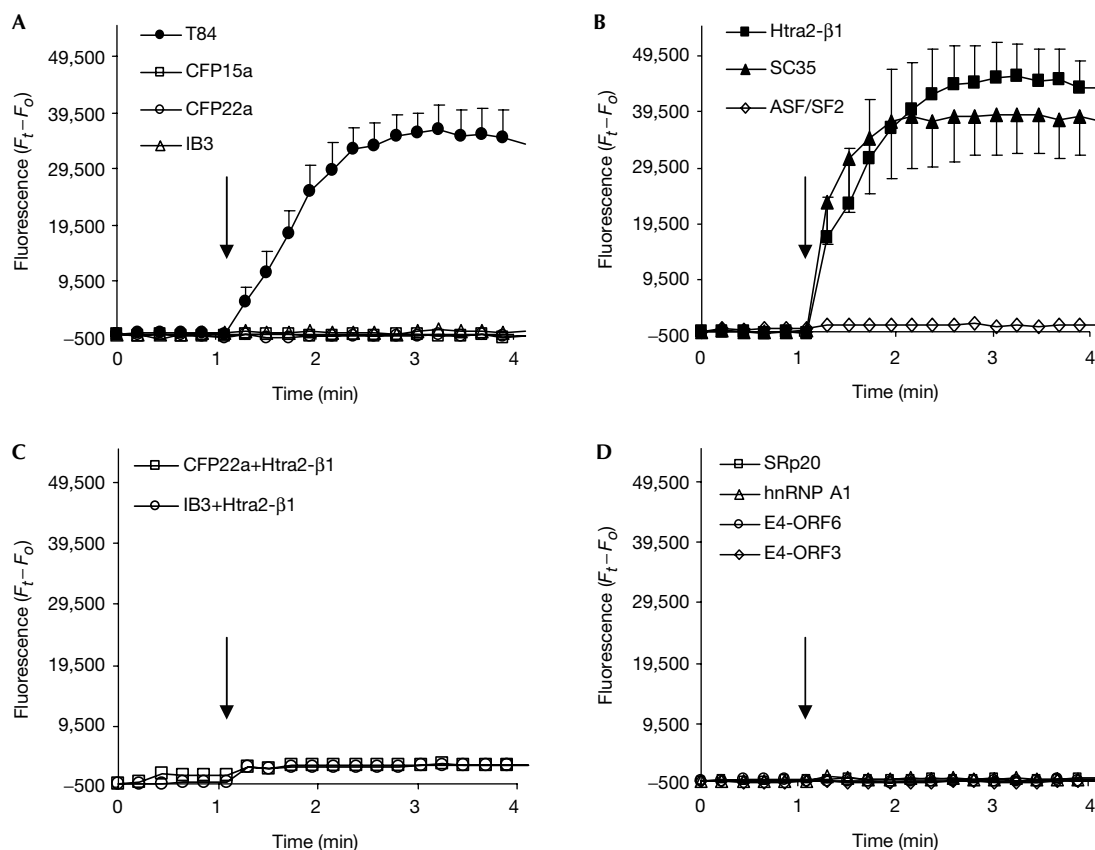 A
T84
CFP15a
CFP22a
IB3
Fluorescence (Ft – Fo)
49,500
39,500
29,500
19,500
9,500
–500
0 1 2 3 4
Time (min)
B
Htra2-β1
SC35
ASF/SF2
Fluorescence (Ft – Fo)
49,500
39,500
29,500
19,500
9,500
–500
0 1 2 3 4
Time (min)
C
CFP22a+Htra2-β1
IB3+Htra2-β1
Fluorescence (Ft – Fo)
49,500
39,500
29,500
19,500
9,500
–500
0 1 2 3 4
Time (min)
D
SRp20
hnRNP A1
E4-ORF6
E4-ORF3
Fluorescence (Ft – Fo)
49,500
39,500
29,500
19,500
9,500
–500
0 1 2 3 4
Time (min)